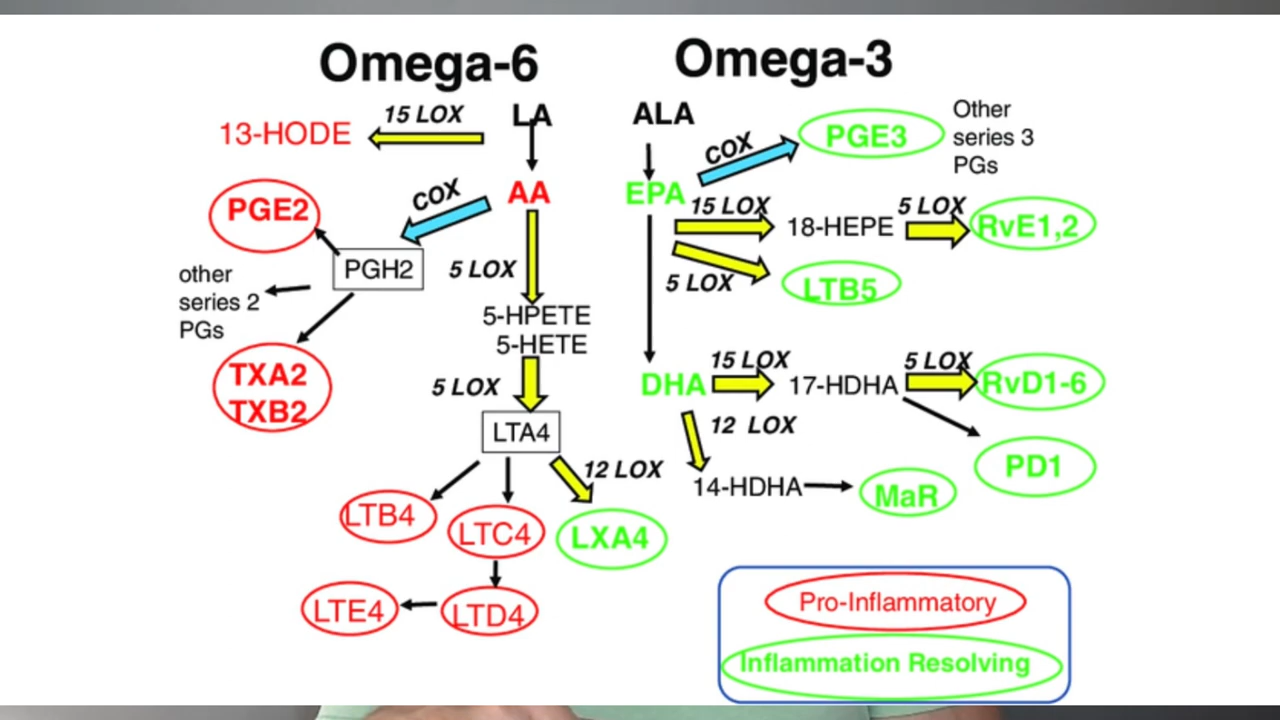 Omega-6
Omega-3
LA
15 LOX
13-HODE
AA
COX
PGE2
PGH2
other
series 2
PGs
TXA2
TXB2
5 LOX
5-HPETE
5-HETE
5 LOX
LTA4
12 LOX
LTB4
LTC4
LXA4
LTE4
LTD4
ALA
COX
PGE3
Other
series 3
PGs
EPA
15 LOX
18-HEPE
5 LOX
RvE1,2
5 LOX
LTB5
DHA
15 LOX
17-HDHA
5 LOX
RvD1-6
12 LOX
PD1
14-HDHA
MaR
Pro-Inflammatory
Inflammation Resolving